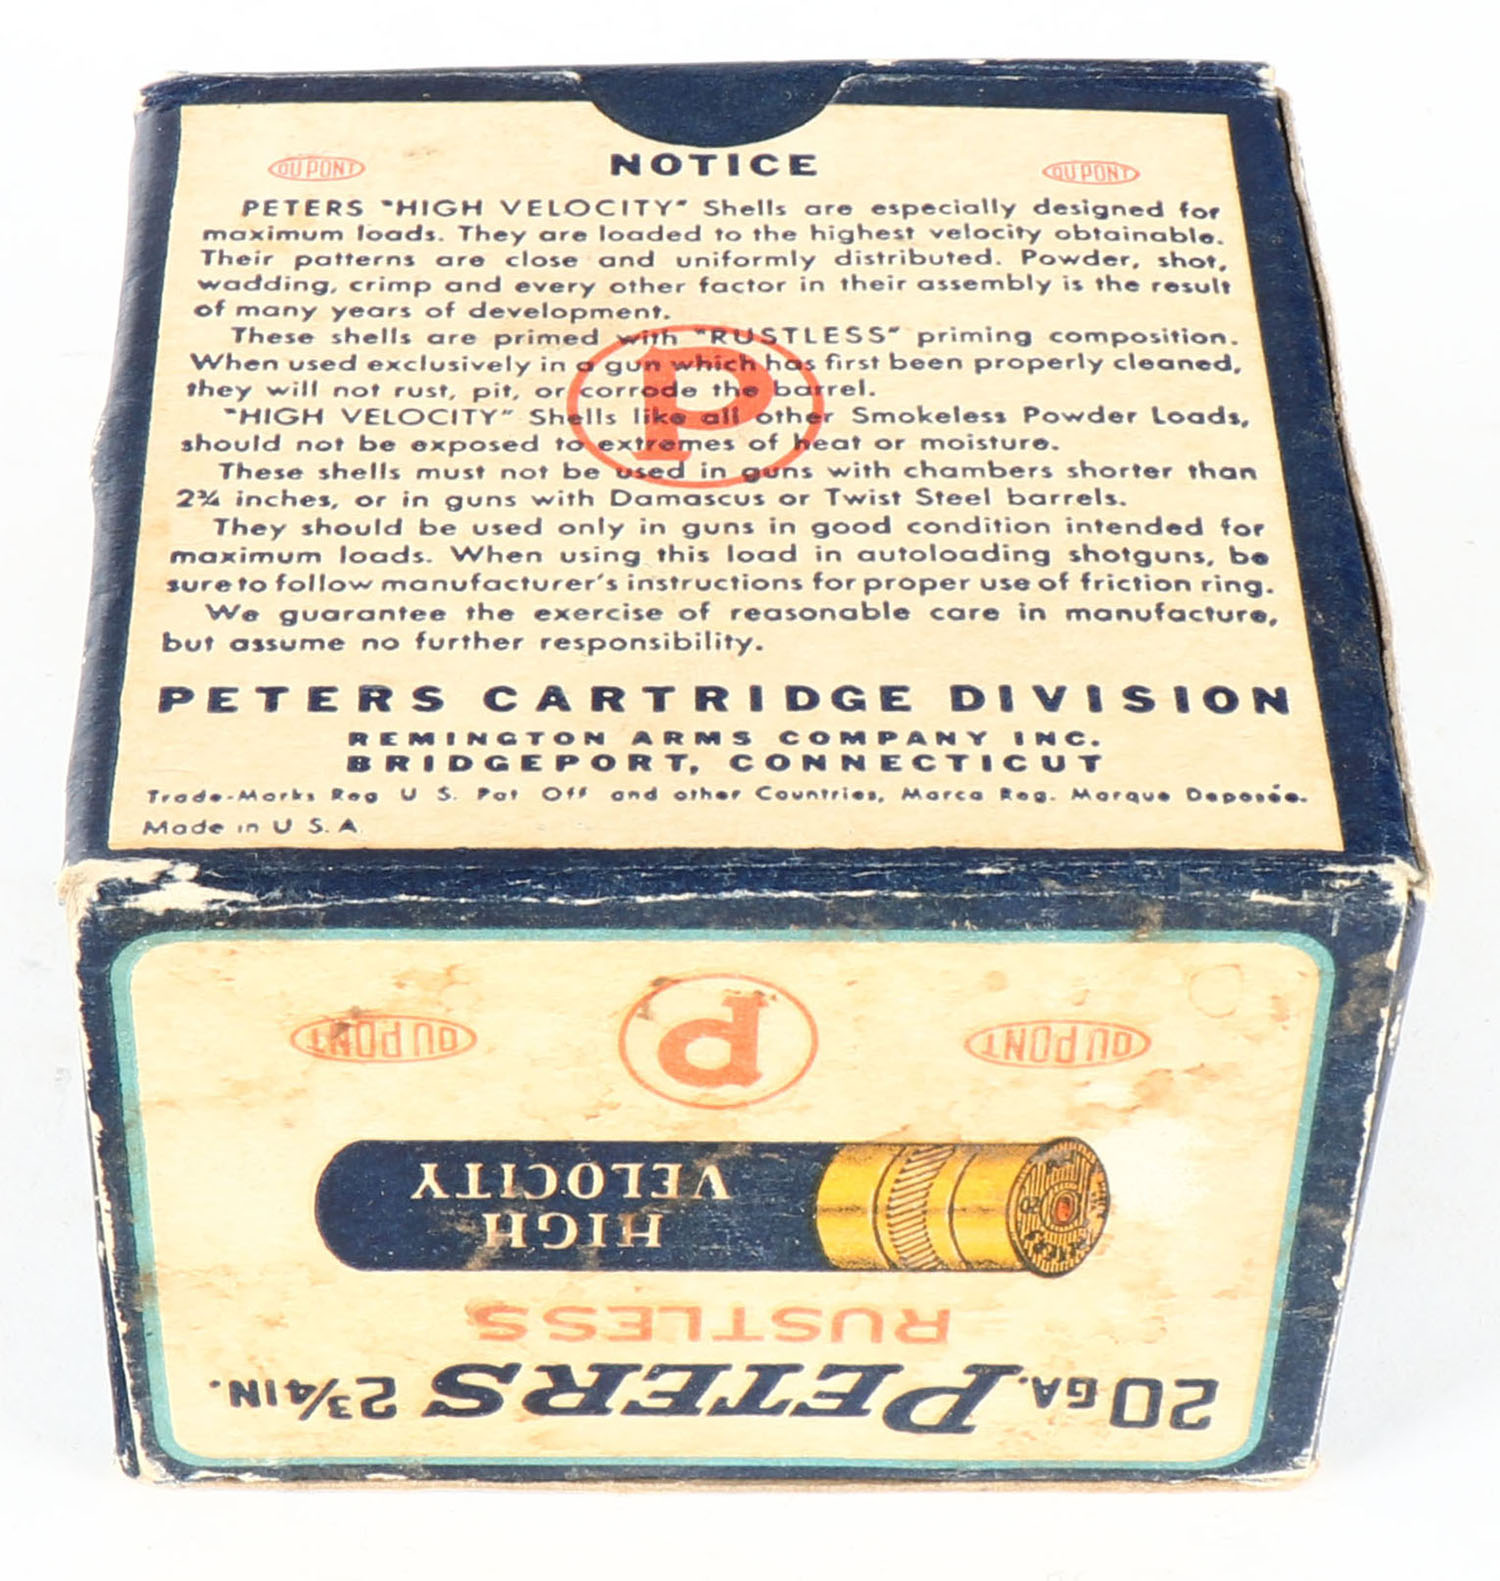 DU PONT NOTICE DU PONT
PETERS "HIGH VELOCITY" Shells are especially designed for
maximum loads. They are loaded to the highest velocity obtainable.
Their patterns are close and uniformly distributed. Powder, shot,
wadding, crimp and every other factor in their assembly is the result
of many years of development.
These shells are primed with "RUSTLESS" priming composition.
When used exclusively in a gun which has first been properly cleaned,
they will not rust, pit, or corrode the barrel.
"HIGH VELOCITY" Shells like all other Smokeless Powder Loads,
should not be exposed to extremes of heat or moisture.
These shells must not be used in guns with chambers shorter than
2¾ inches, or in guns with Damascus or Twist Steel barrels.
They should be used only in guns in good condition intended for
maximum loads. When using this load in autoloading shotguns, be
sure to follow manufacturer's instructions for proper use of friction ring.
We guarantee the exercise of reasonable care in manufacture,
but assume no further responsibility.
P
PETERS CARTRIDGE DIVISION
REMINGTON ARMS COMPANY INC.
BRIDGEPORT, CONNECTICUT
Trade-Marks Reg U S. Pat Off and other Countries, Marca Reg. Marque Deposée.
Made in U S. A
20 GA. PETERS 2¾ IN.
RUSTLESS
HIGH
VELOCITY
20
DU PONT P DU PONT